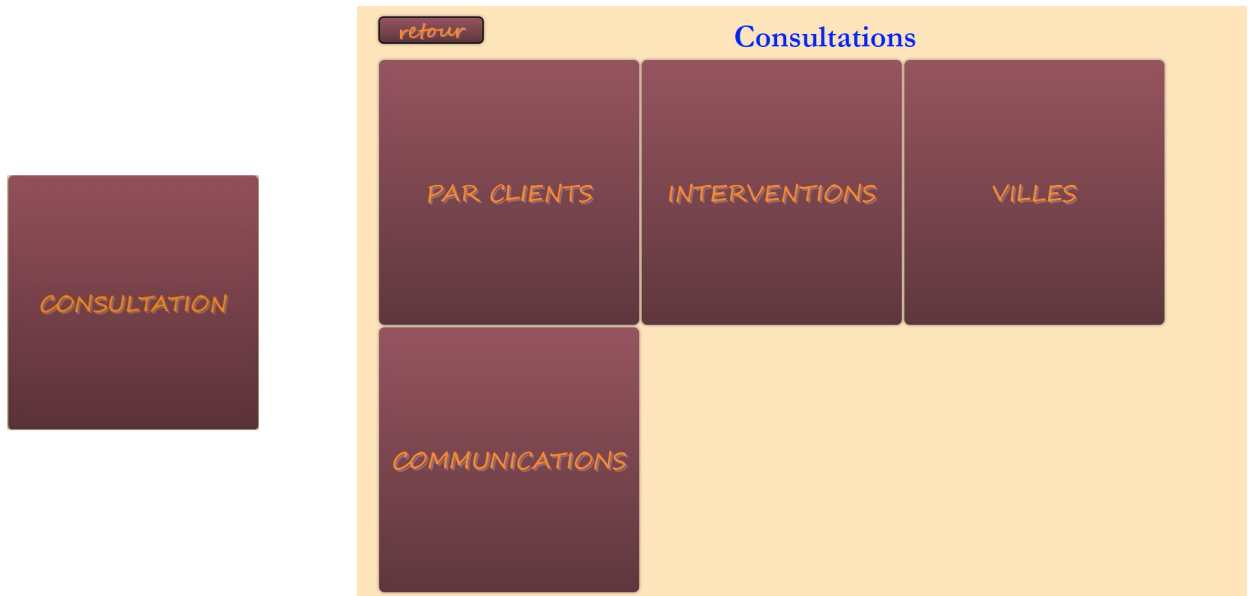 CONSULTATION
retour
Consultations
PAR CLIENTS
INTERVENTIONS
VILLES
COMMUNICATIONS